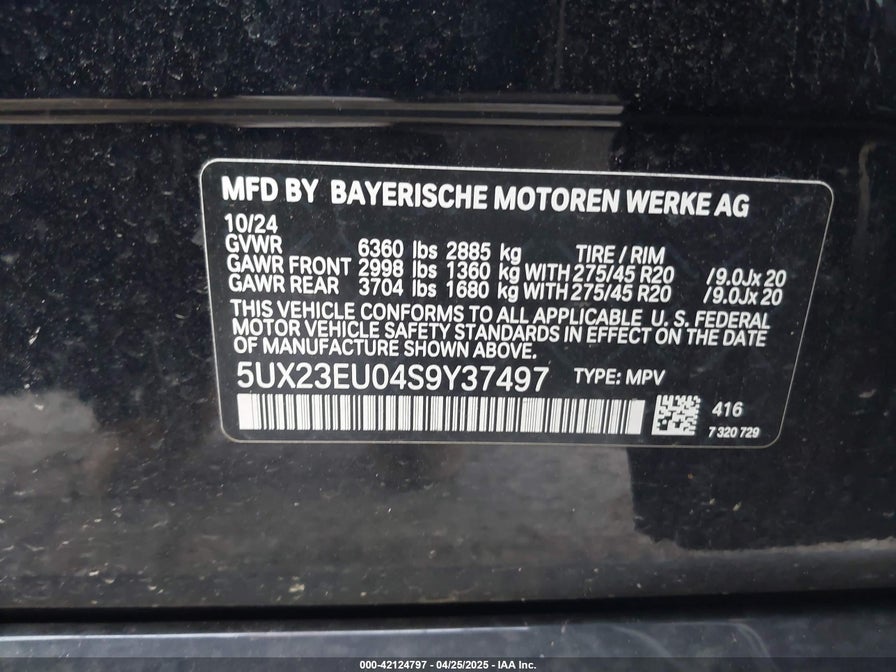 MFD BY BAYERISCHE MOTOREN WERKE AG
10/24
GVWR 6360 lbs 2885 kg TIRE / RIM
GAWR FRONT 2998 lbs 1360 kg WITH 275/45 R20 /9.0Jx 20
GAWR REAR 3704 lbs 1680 kg WITH 275/45 R20 /9.0Jx 20
THIS VEHICLE CONFORMS TO ALL APPLICABLE U. S. FEDERAL
MOTOR VEHICLE SAFETY STANDARDS IN EFFECT ON THE DATE
OF MANUFACTURE SHOWN ABOVE.
5UX23EU04S9Y37497 TYPE: MPV
416
7 320 729
000-42124797 - 04/25/2025 - IAA Inc.